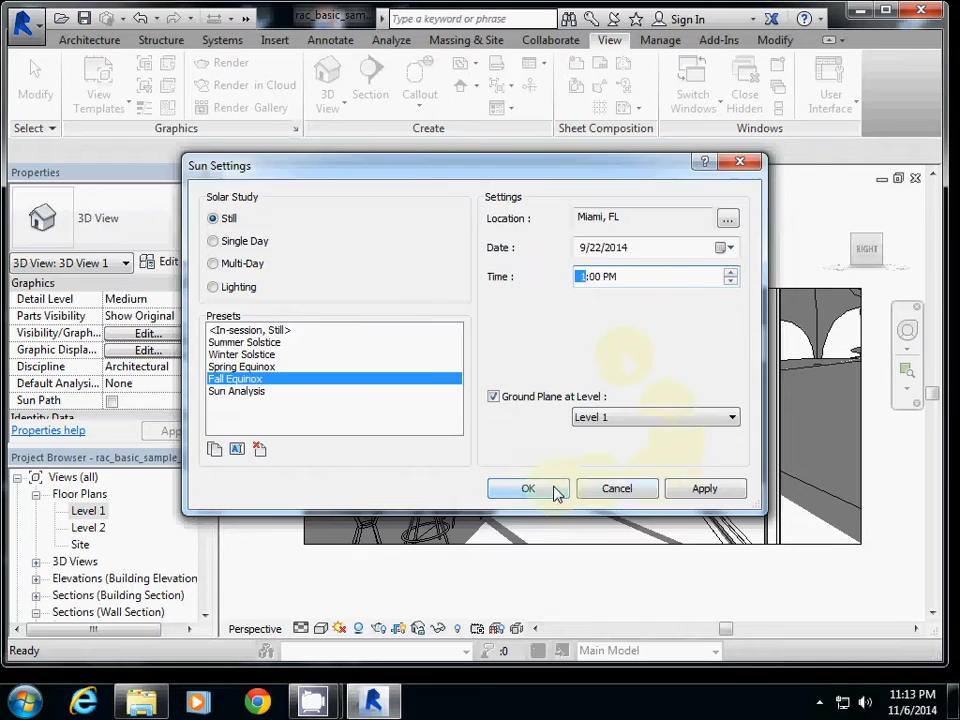 rac_basic_sam...
Type a keyword or phrase
Sign In
Architecture Structure Systems Insert Annotate Analyze Massing & Site Collaborate View Manage Add-Ins Modify
Modify
View
Templates
Render
Render in Cloud
Render Gallery
3D
View
Section
Callout
Switch
Windows
Close
Hidden
User
Interface
Select
Graphics
Create
Sheet Composition
Windows
Properties
3D View
3D View: 3D View 1
Edit
Graphics
Detail Level Medium
Parts Visibility Show Original
Visibility/Graph... Edit...
Graphic Displa... Edit...
Discipline Architectural
Default Analysi... None
Sun Path
Identity Data
Properties help
App
Project Browser - rac_basic_sample_
Views (all)
Floor Plans
Level 1
Level 2
Site
3D Views
Elevations (Building Elevation
Sections (Building Section)
Sections (Wall Section)
Sun Settings
Solar Study
Still
Single Day
Multi-Day
Lighting
Presets
<In-session, Still>
Summer Solstice
Winter Solstice
Spring Equinox
Fall Equinox
Sun Analysis
Settings
Location : Miami, FL
...
Date : 9/22/2014
Time : 1:00 PM
Ground Plane at Level :
Level 1
OK Cancel Apply
RIGHT
Perspective
Ready
:0
Main Model
11:13 PM
11/6/2014